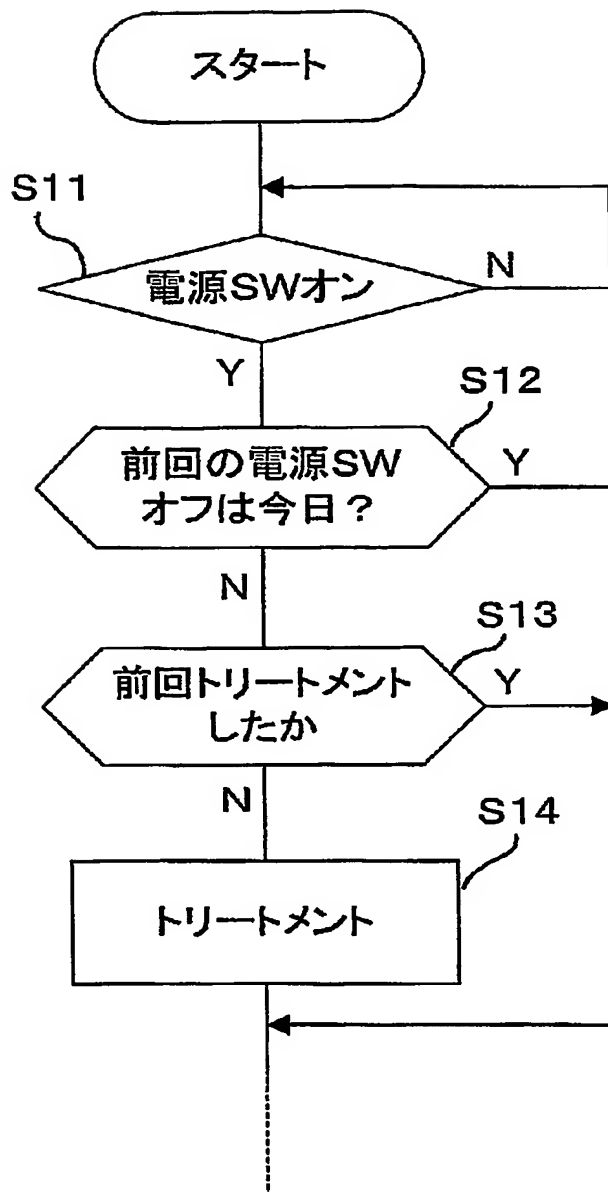 スタート
S11
電源SWオン
N
Y
S12
前回の電源SW
オフは今日？
Y
N
S13
前回トリートメント
したか
Y
N
S14
トリートメント